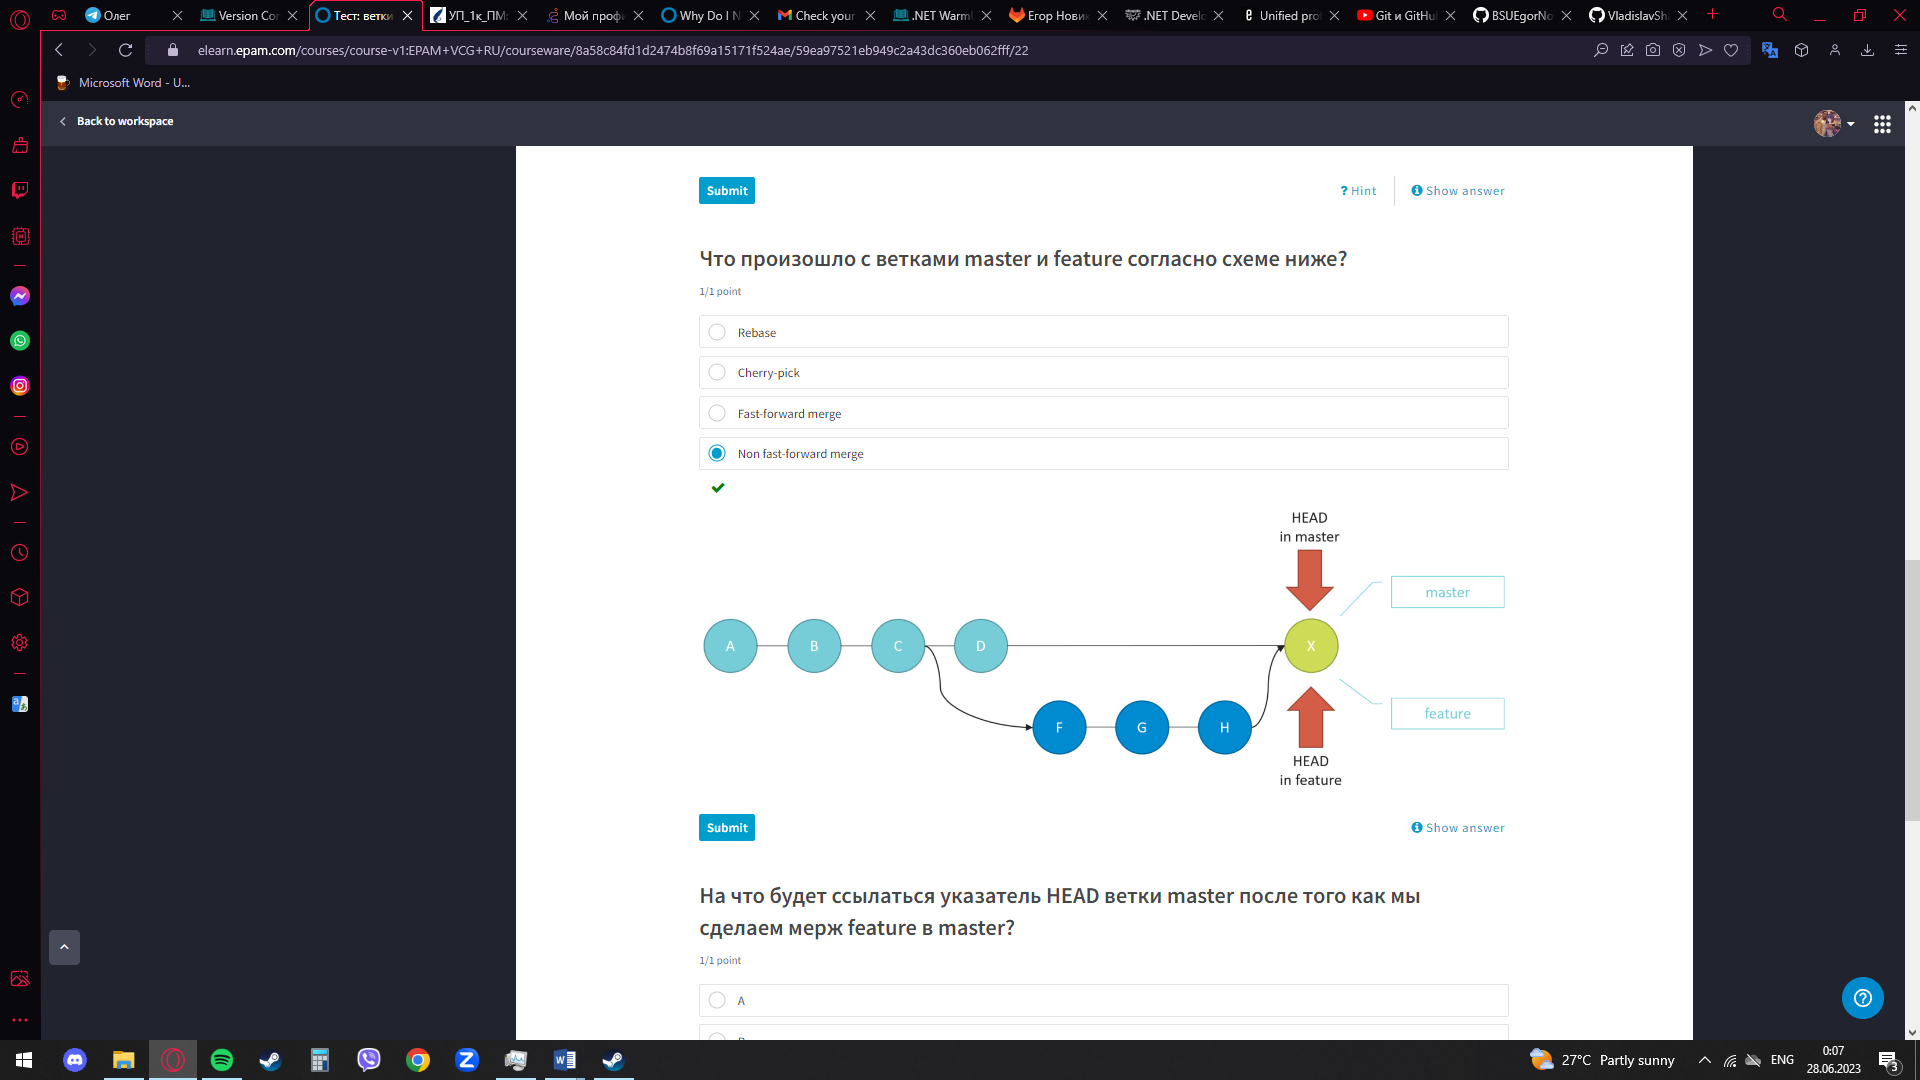 Олег
Version Cor
Тест: ветки
УП_1к_ПМ:
Мой профи
Why Do I N
Check your
.NET WarmU
Егор Новик
.NET Develo
Unified pro
Git и GitHu
BSUEgorNo
VladislavSh
elearn.epam.com/courses/course-v1:EPAM+VCG+RU/courseware/8a58c84fd1d2474b8f69a15171f524ae/59ea97521eb949c2a43dc360eb062fff/22
Microsoft Word - U...
Back to workspace
Submit
? Hint
Show answer
Что произошло с ветками master и feature согласно схеме ниже?
1/1 point
Rebase
Cherry-pick
Fast-forward merge
Non fast-forward merge
HEAD
in master
master
A B C D X
F G H
feature
HEAD
in feature
Submit
Show answer
На что будет ссылаться указатель HEAD ветки master после того как мы
сделаем мерж feature в master?
1/1 point
A
27°C Partly sunny
ENG
0:07
28.06.2023
3